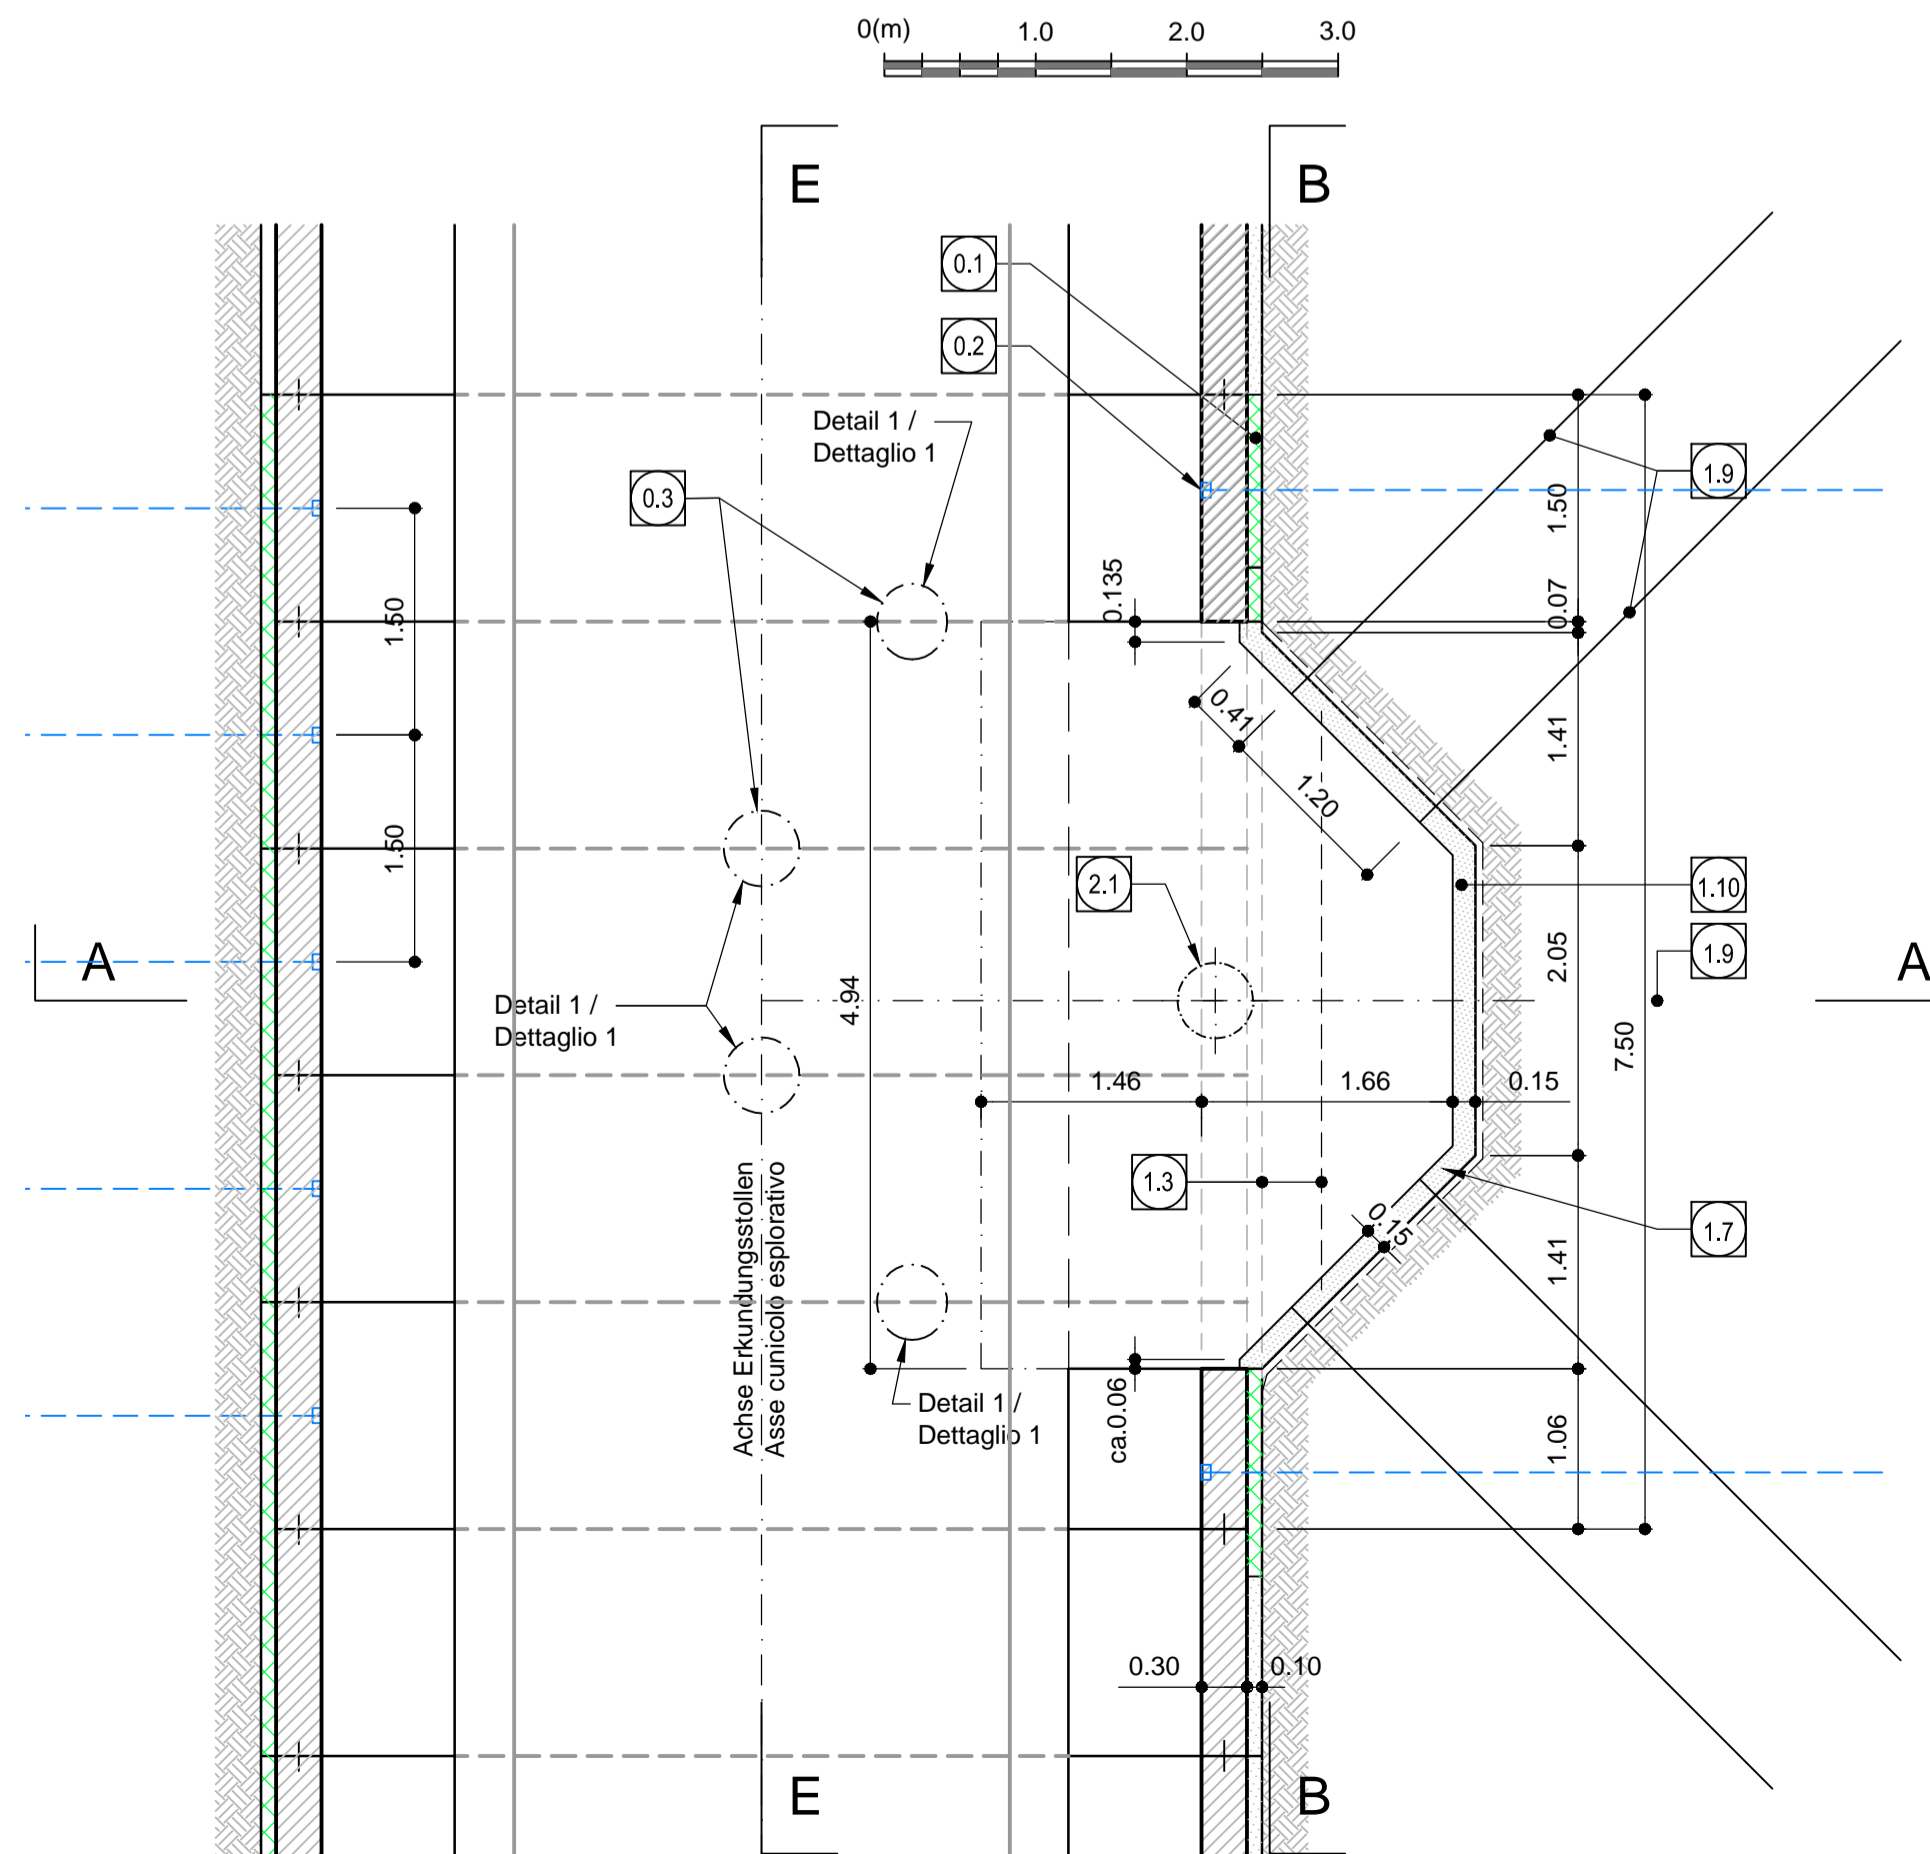 0(m) 1.0 2.0 3.0
E B
0.1
0.2
Detail 1 /
Dettaglio 1
0.3
1.9
1.50
0.135
0.07
1.50
0.41
1.41
1.20
1.50
2.1
1.10
1.9
A A
2.05
4.94
Detail 1 /
Dettaglio 1
7.50
1.46 1.66 0.15
1.3
Achse Erkundungsstollen
Asse cunicolo esplorativo
0.15
1.7
1.41
Detail 1 /
Dettaglio 1
ca.0.06
1.06
0.30 0.10
E B